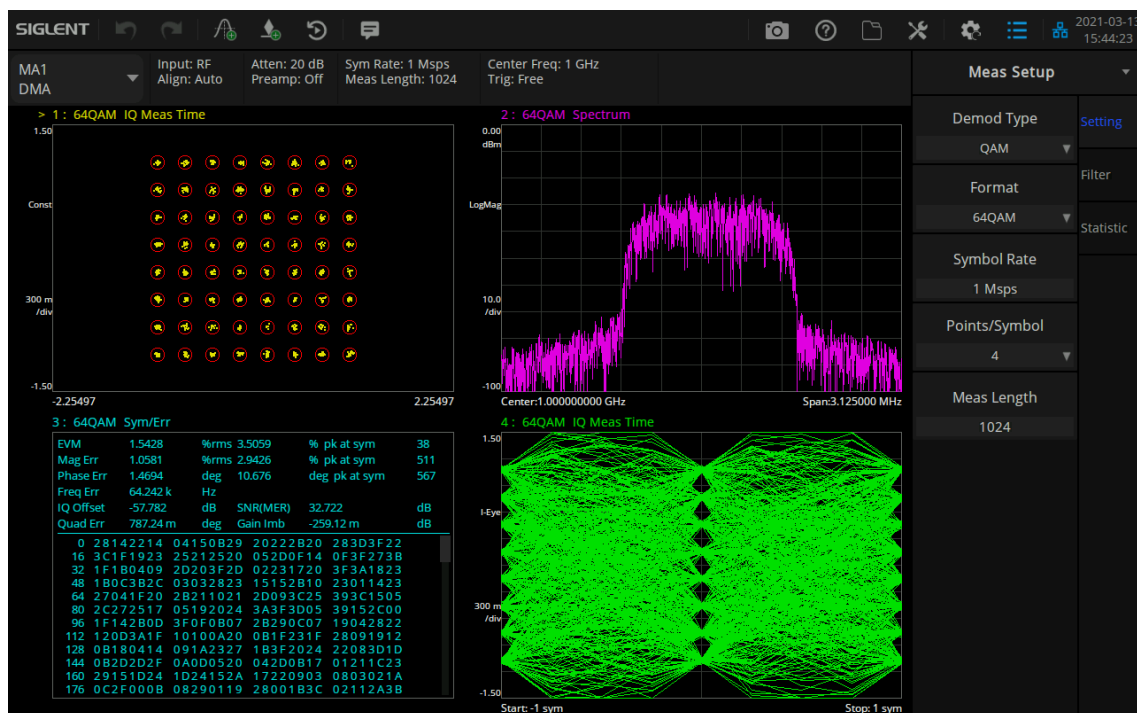 SIGLENT
2021-03-13
15:44:23
MA1
DMA
Input: RF
Align: Auto
Atten: 20 dB
Preamp: Off
Sym Rate: 1 Msps
Meas Length: 1024
Center Freq: 1 GHz
Trig: Free
> 1 : 64QAM IQ Meas Time
1.50
Const
300 m
/div
-1.50
-2.25497 2.25497
2 : 64QAM Spectrum
0.00
dBm
LogMag
10.0
/div
-100
Center:1.000000000 GHz Span:3.125000 MHz
3 : 64QAM Sym/Err
EVM 1.5428 %rms 3.5059 % pk at sym 38
Mag Err 1.0581 %rms 2.9426 % pk at sym 511
Phase Err 1.4694 deg 10.676 deg pk at sym 567
Freq Err 64.242 k Hz
IQ Offset -57.782 dB SNR(MER) 32.722 dB
Quad Err 787.24 m deg Gain Imb -259.12 m dB
0 28142214 04150B29 20222B20 283D3F22
16 3C1F1923 25212520 052D0F14 0F3F273B
32 1F1B0409 2D203F2D 02231720 3F3A1823
48 1B0C3B2C 03032823 15152B10 23011423
64 27041F20 2B211021 2D093C25 393C1505
80 2C272517 05192024 3A3F3D05 39152C00
96 1F142B0D 3F0F0B07 2B290C07 19042822
112 120D3A1F 10100A20 0B1F231F 28091912
128 0B180414 091A2327 1B3F2024 22083D1D
144 0B2D2D2F 0A0D0520 042D0B17 01211C23
160 29151D24 1D24152A 17220903 0803021A
176 0C2F000B 08290119 28001B3C 02112A3B
4 : 64QAM IQ Meas Time
1.50
I-Eye
300 m
/div
-1.50
Start: -1 sym Stop: 1 sym
Meas Setup
Demod Type
QAM
Format
64QAM
Symbol Rate
1 Msps
Points/Symbol
4
Meas Length
1024
Setting
Filter
Statistic